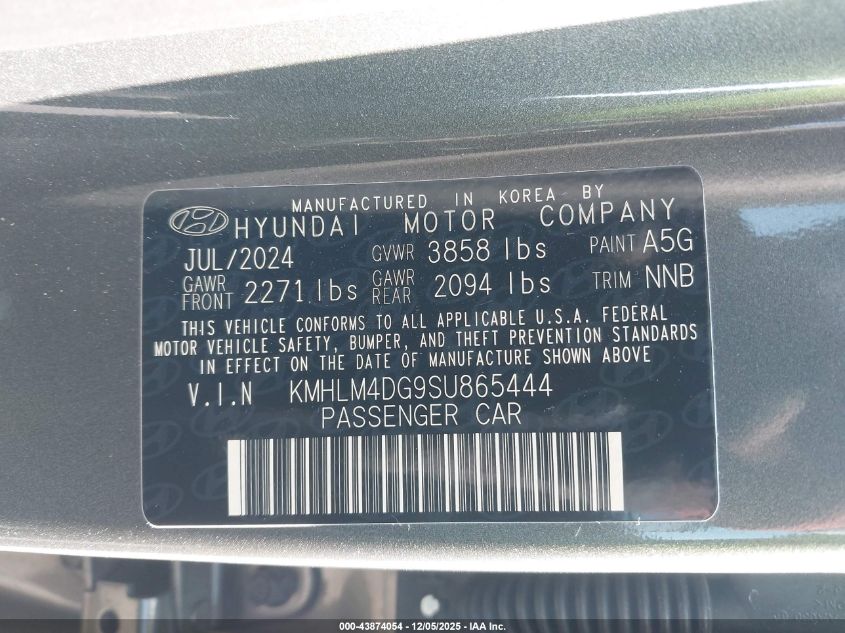 MANUFACTURED IN KOREA BY
HYUNDAI MOTOR COMPANY
JUL/2024 GVWR 3858 lbs PAINT A5G
GAWR FRONT 2271 lbs GAWR REAR 2094 lbs TRIM NNB
THIS VEHICLE CONFORMS TO ALL APPLICABLE U.S.A. FEDERAL
MOTOR VEHICLE SAFETY, BUMPER, AND THEFT PREVENTION STANDARDS
IN EFFECT ON THE DATE OF MANUFACTURE SHOWN ABOVE
V.I.N KMHLM4DG9SU865444
PASSENGER CAR
000-43874054 - 12/05/2025 - IAA Inc.